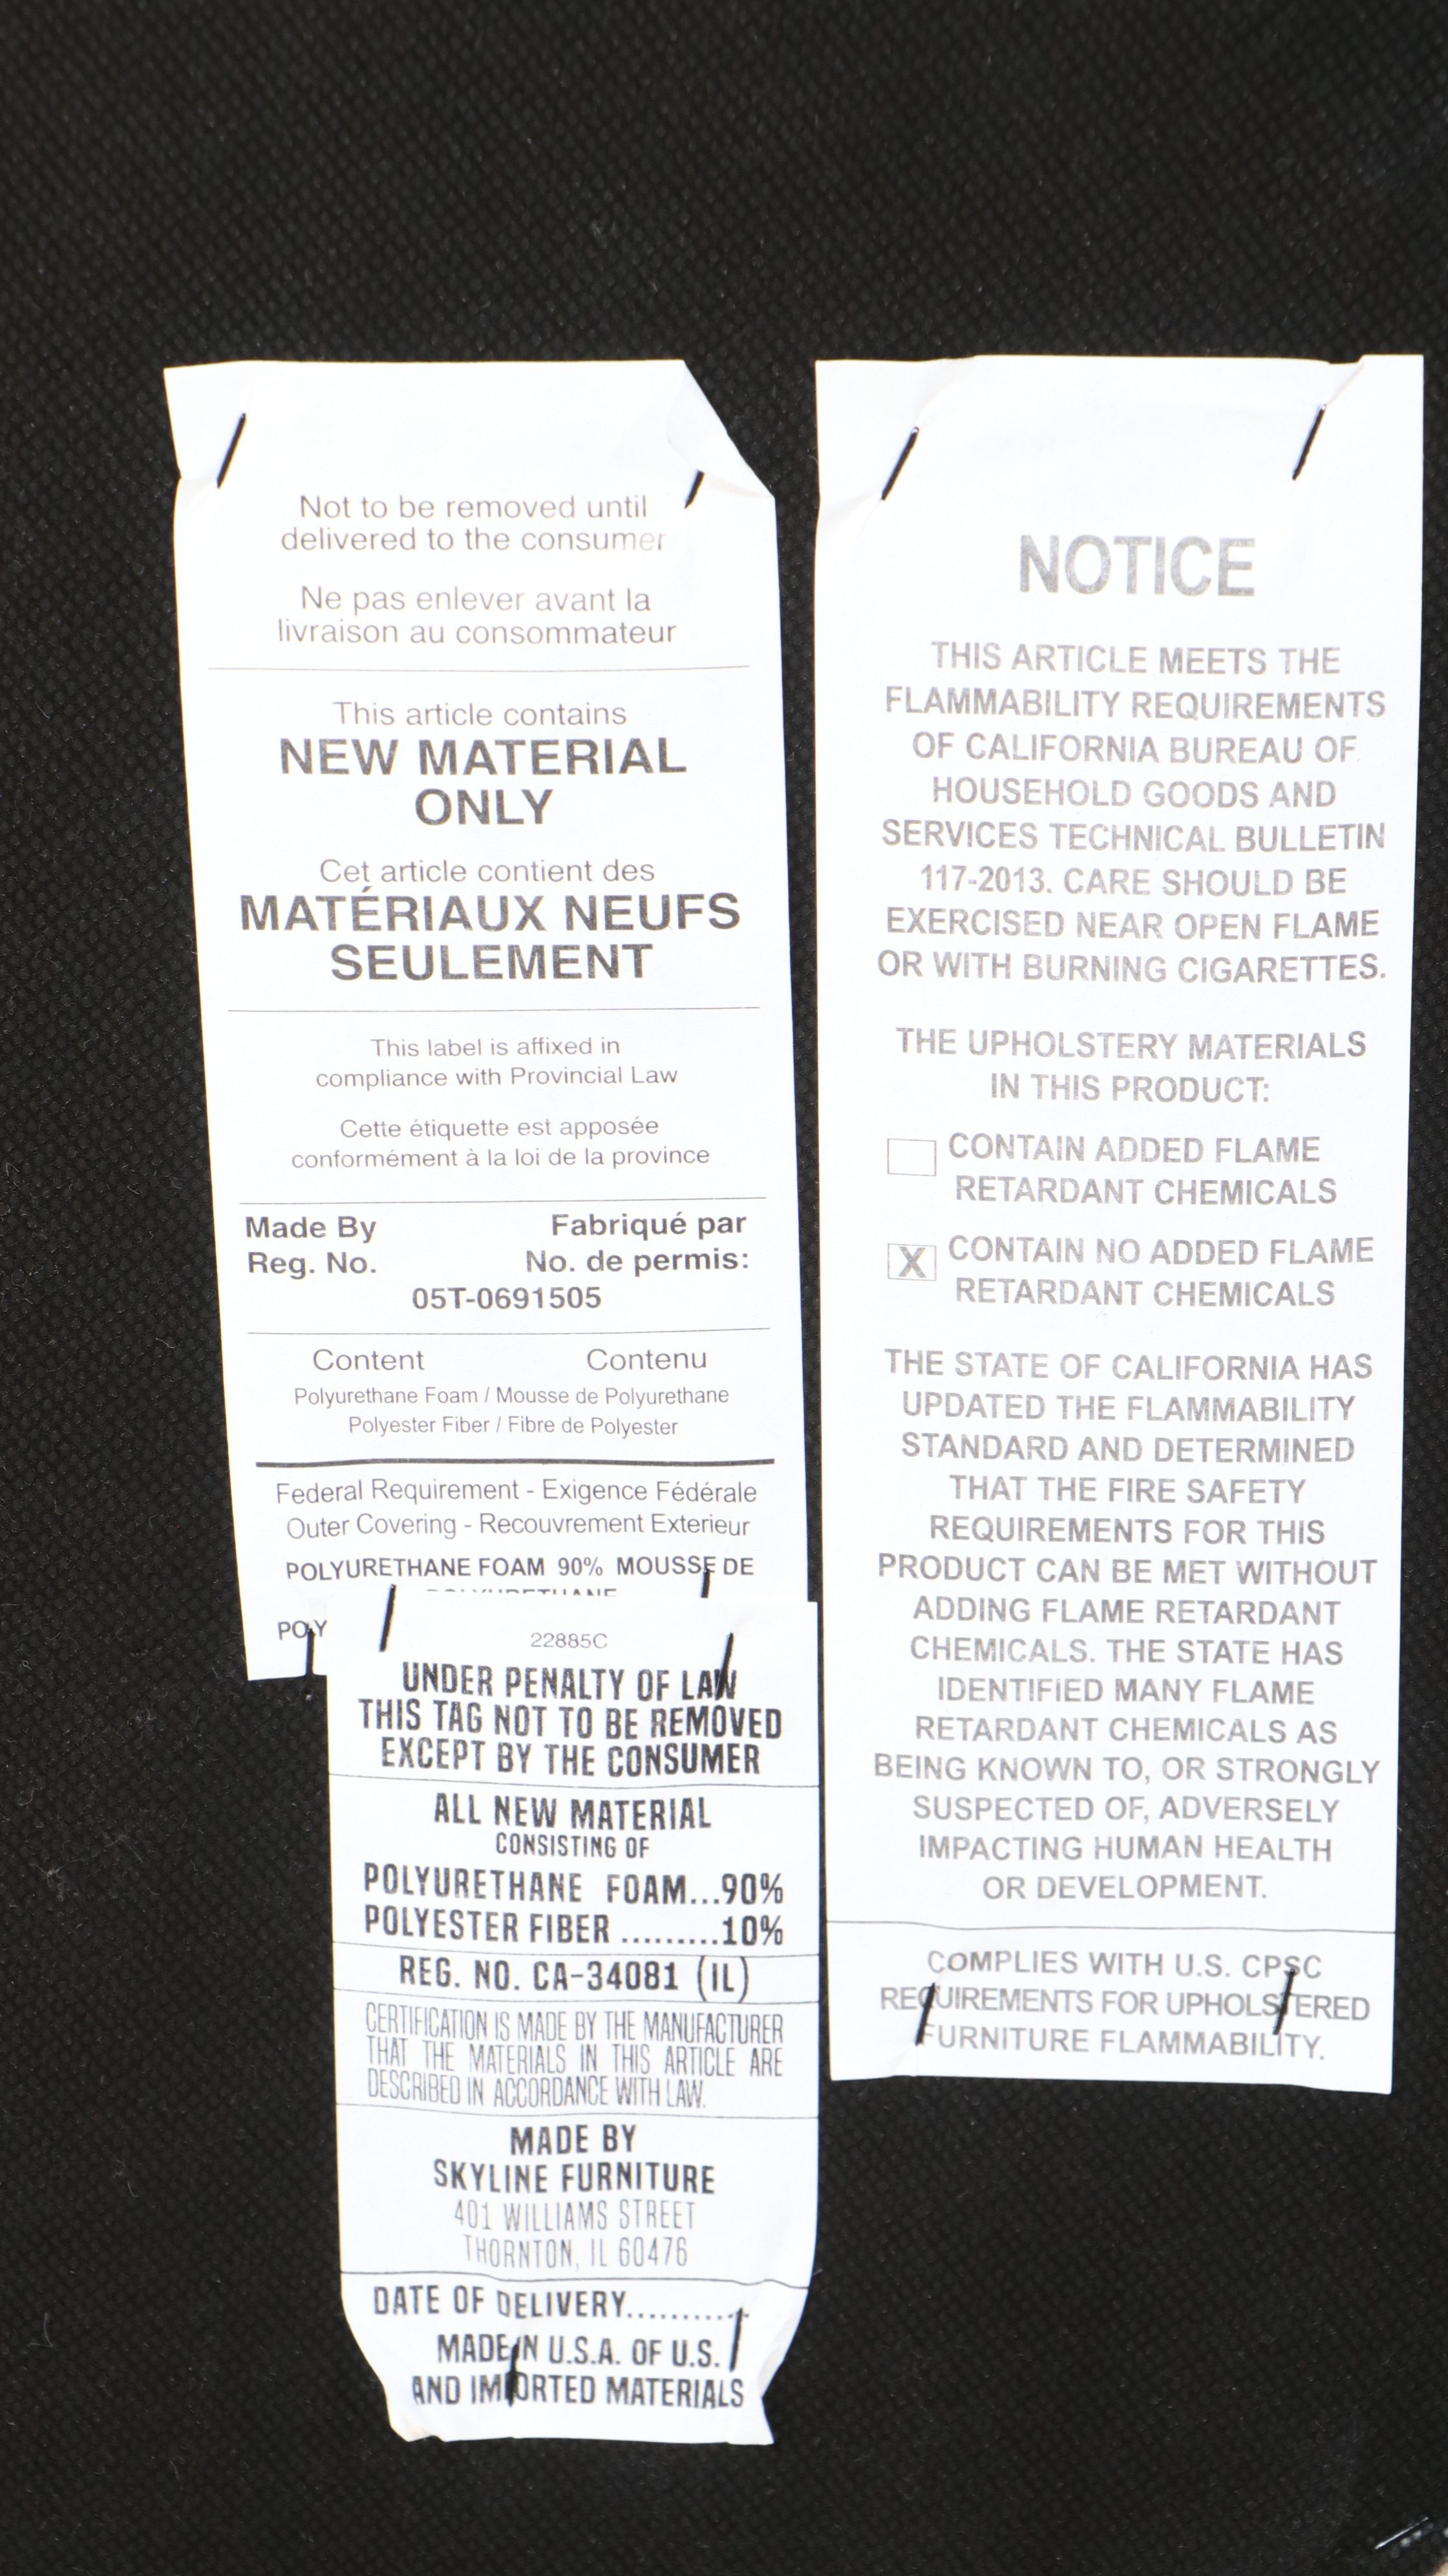 Not to be removed until
delivered to the consumer
Ne pas enlever avant la
livraison au consommateur
This article contains
NEW MATERIAL
ONLY
Cet article contient des
MATÉRIAUX NEUFS
SEULEMENT
This label is affixed in
compliance with Provincial Law
Cette étiquette est apposée
conformément à la loi de la province
Made By Fabriqué par
Reg. No. No. de permis:
05T-0691505
Content Contenu
Polyurethane Foam / Mousse de Polyurethane
Polyester Fiber / Fibre de Polyester
Federal Requirement - Exigence Fédérale
Outer Covering - Recouvrement Exterieur
POLYURETHANE FOAM 90% MOUSSE DE
POLY
22885C
UNDER PENALTY OF LAW
THIS TAG NOT TO BE REMOVED
EXCEPT BY THE CONSUMER
ALL NEW MATERIAL
CONSISTING OF
POLYURETHANE FOAM...90%
POLYESTER FIBER .........10%
REG. NO. CA-34081 (IL)
CERTIFICATION IS MADE BY THE MANUFACTURER
THAT THE MATERIALS IN THIS ARTICLE ARE
DESCRIBED IN ACCORDANCE WITH LAW.
MADE BY
SKYLINE FURNITURE
401 WILLIAMS STREET
THORNTON, IL 60476
DATE OF DELIVERY...........
MADE IN U.S.A. OF U.S.
AND IMPORTED MATERIALS
NOTICE
THIS ARTICLE MEETS THE
FLAMMABILITY REQUIREMENTS
OF CALIFORNIA BUREAU OF
HOUSEHOLD GOODS AND
SERVICES TECHNICAL BULLETIN
117-2013. CARE SHOULD BE
EXERCISED NEAR OPEN FLAME
OR WITH BURNING CIGARETTES.
THE UPHOLSTERY MATERIALS
IN THIS PRODUCT:
CONTAIN ADDED FLAME
RETARDANT CHEMICALS
X CONTAIN NO ADDED FLAME
RETARDANT CHEMICALS
THE STATE OF CALIFORNIA HAS
UPDATED THE FLAMMABILITY
STANDARD AND DETERMINED
THAT THE FIRE SAFETY
REQUIREMENTS FOR THIS
PRODUCT CAN BE MET WITHOUT
ADDING FLAME RETARDANT
CHEMICALS. THE STATE HAS
IDENTIFIED MANY FLAME
RETARDANT CHEMICALS AS
BEING KNOWN TO, OR STRONGLY
SUSPECTED OF, ADVERSELY
IMPACTING HUMAN HEALTH
OR DEVELOPMENT.
COMPLIES WITH U.S. CPSC
REQUIREMENTS FOR UPHOLSTERED
FURNITURE FLAMMABILITY.